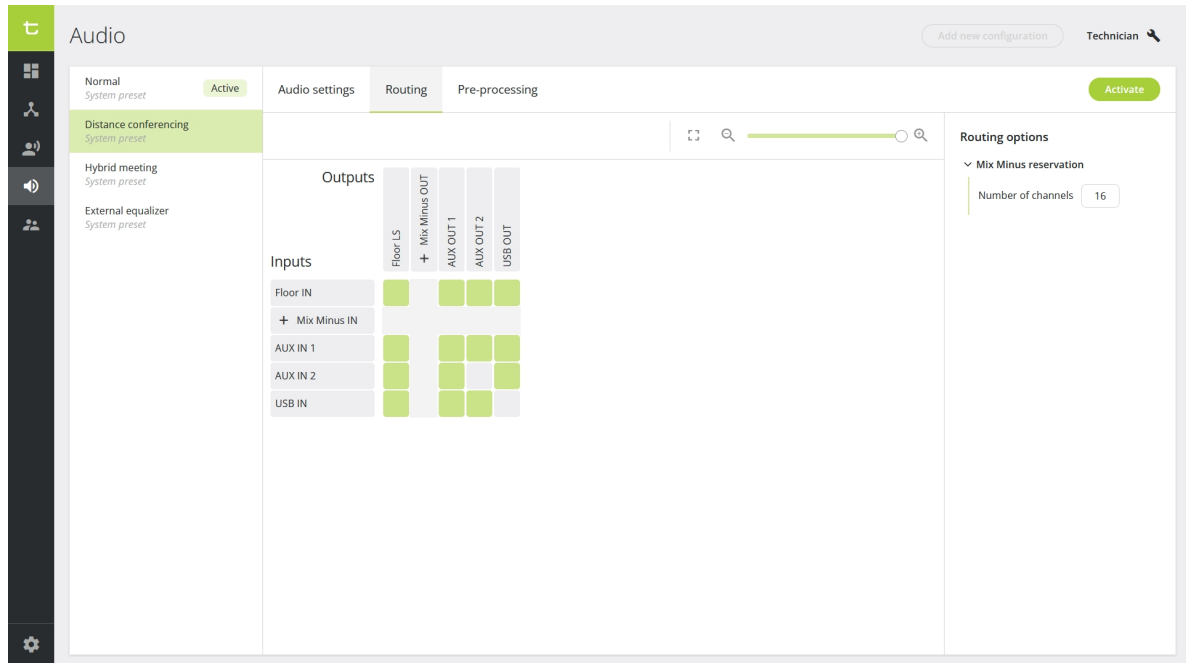 Audio
Add new configuration
Technician
Normal
System preset
Active
Distance conferencing
System preset
Hybrid meeting
System preset
External equalizer
System preset
Audio settings
Routing
Pre-processing
Activate
Outputs
Inputs
Floor LS
+ Mix Minus OUT
AUX OUT 1
AUX OUT 2
USB OUT
Floor IN
+ Mix Minus IN
AUX IN 1
AUX IN 2
USB IN
Routing options
Mix Minus reservation
Number of channels 16